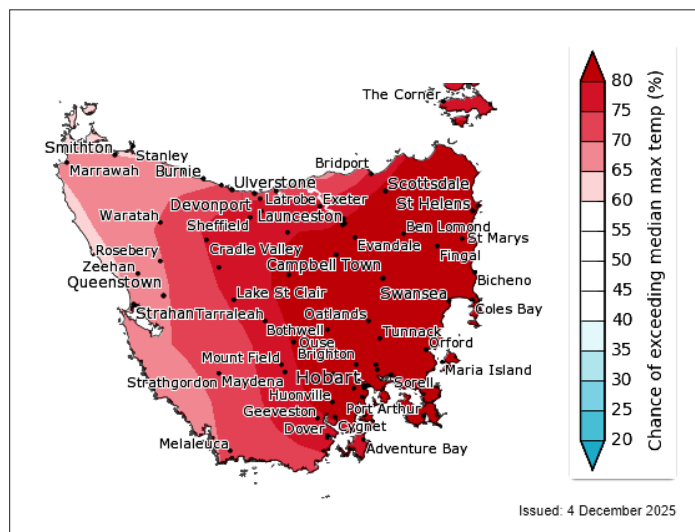 The Corner
Smithton
Stanley
Marrawah
Burnie
Bridport
Ulverstone
Scottsdale
Devonport
Latrobe
Exeter
Launceston
St Helens
Waratah
Sheffield
Ben Lomond
Evandale
St Marys
Rosebery
Cradle Valley
Fingal
Zeehan
Campbell Town
Queenstown
Bicheno
Lake St Clair
Swansea
Strahan
Tarraleah
Oatlands
Coles Bay
Bothwell
Tunnack
Ouse
Orford
Mount Field
Brighton
Maria Island
Strathgordon
Maydena
Hobart
Sorell
Huonville
Geeveston
Port Arthur
Dover
Cygnet
Melaleuca
Adventure Bay
80
75
70
65
60
55
50
45
40
35
30
25
20
Chance of exceeding median max temp (%)
Issued: 4 December 2025